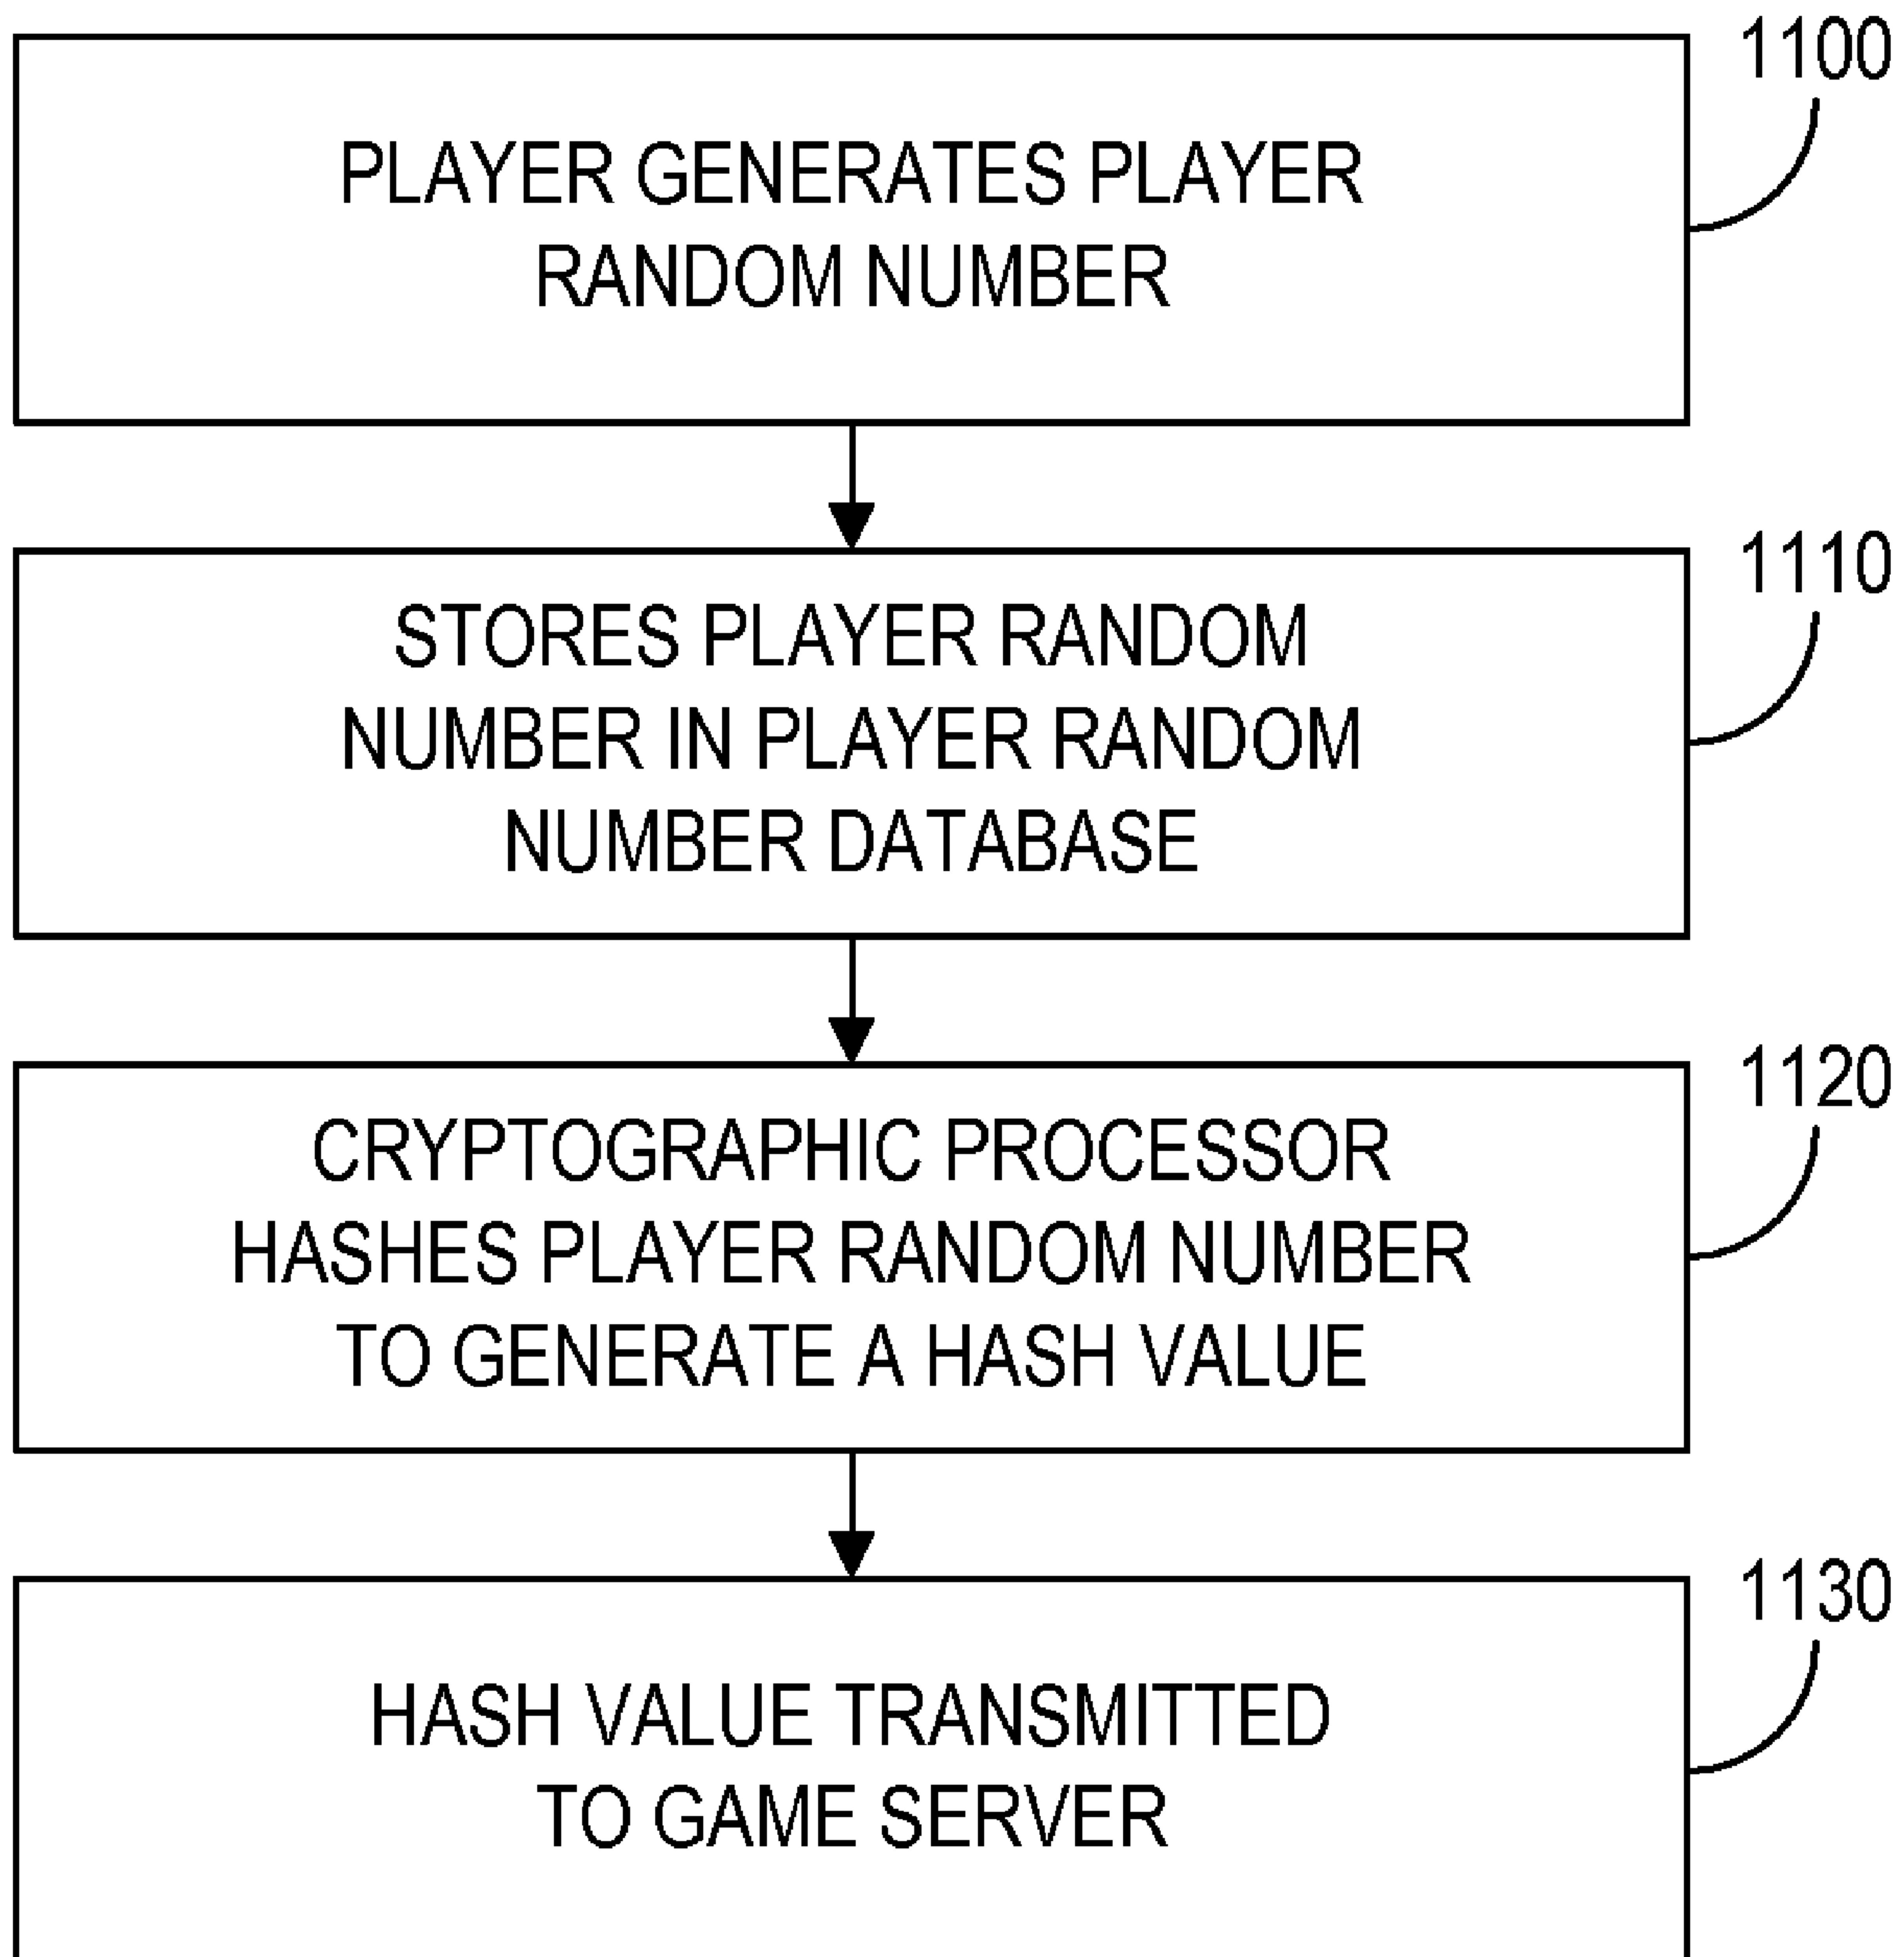 1100
PLAYER GENERATES PLAYER
RANDOM NUMBER
1110
STORES PLAYER RANDOM
NUMBER IN PLAYER RANDOM
NUMBER DATABASE
1120
CRYPTOGRAPHIC PROCESSOR
HASHES PLAYER RANDOM NUMBER
TO GENERATE A HASH VALUE
1130
HASH VALUE TRANSMITTED
TO GAME SERVER